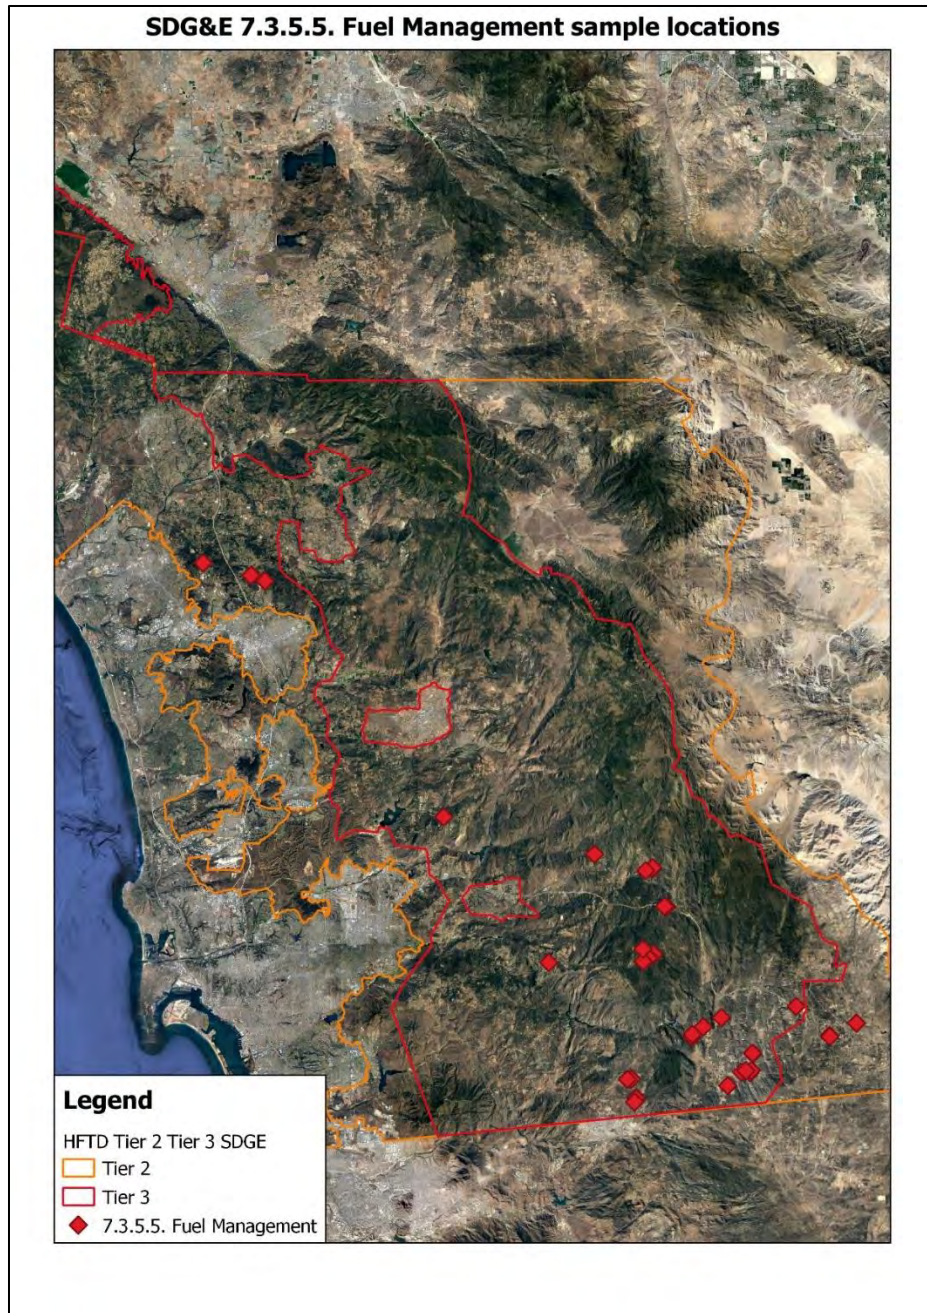 SDG&E 7.3.5.5. Fuel Management sample locations
Legend
HFTD Tier 2 Tier 3 SDGE
Tier 2
Tier 3
7.3.5.5. Fuel Management